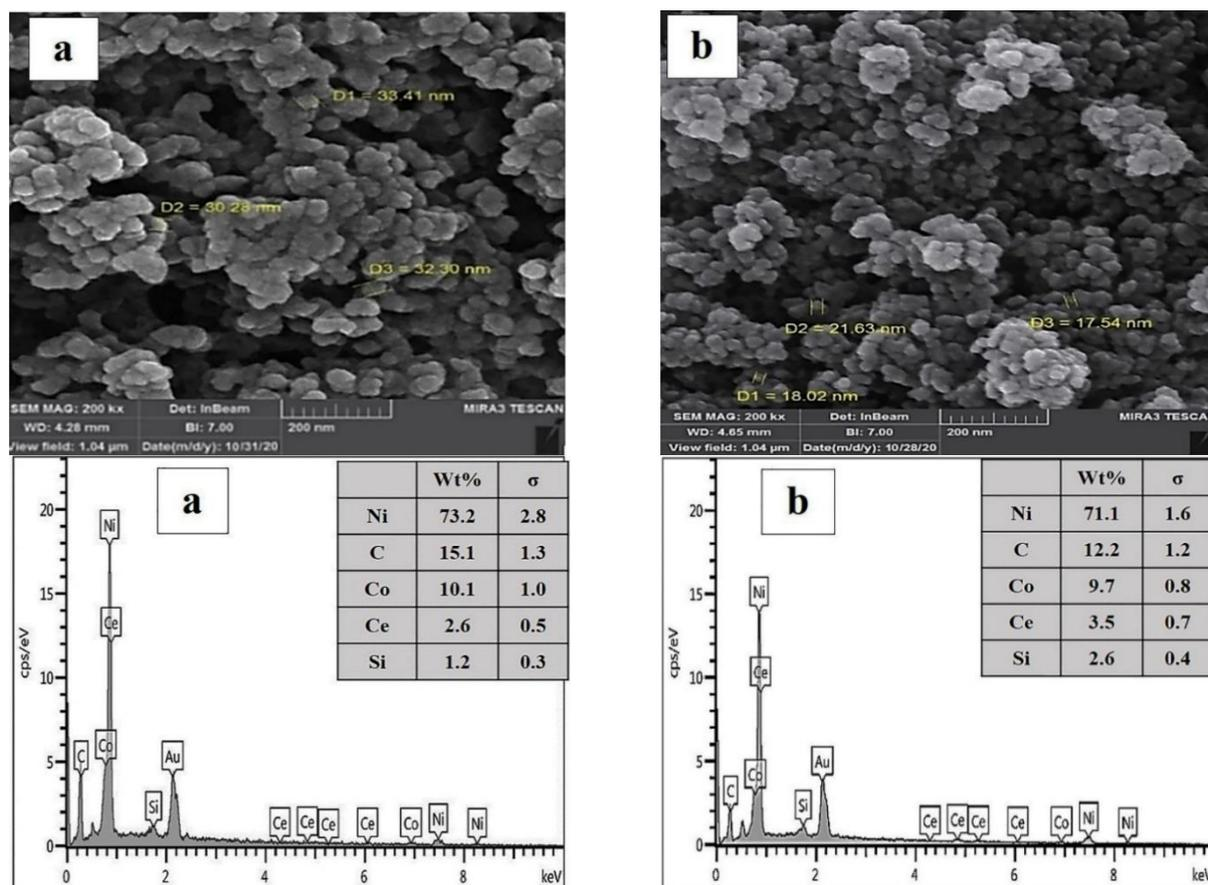 a
D1 = 33.41 nm
D2 = 30.28 nm
D3 = 32.30 nm
SEM MAG: 200 kx Det: InBeam MIRA3 TESCAN
WD: 4.28 mm BI: 7.00 200 nm
View field: 1.04 µm Date(m/d/y): 10/31/20
b
D2 = 21.63 nm
D3 = 17.54 nm
D1 = 18.02 nm
SEM MAG: 200 kx Det: InBeam MIRA3 TESCA
WD: 4.65 mm BI: 7.00 200 nm
View field: 1.04 µm Date(m/d/y): 10/28/20
a
Wt% σ
Ni 73.2 2.8
C 15.1 1.3
Co 10.1 1.0
Ce 2.6 0.5
Si 1.2 0.3
cps/eV
20
15
10
5
0
Ni
Ce
C Co Si Au
Ce Ce Ce Ce Co Ni Ni
0 2 4 6 8 keV
b
Wt% σ
Ni 71.1 1.6
C 12.2 1.2
Co 9.7 0.8
Ce 3.5 0.7
Si 2.6 0.4
cps/eV
20
15
10
5
0
Ni
Ce
C Co Si Au
Ce Ce Ce Ce Co Ni Ni
0 2 4 6 8 keV